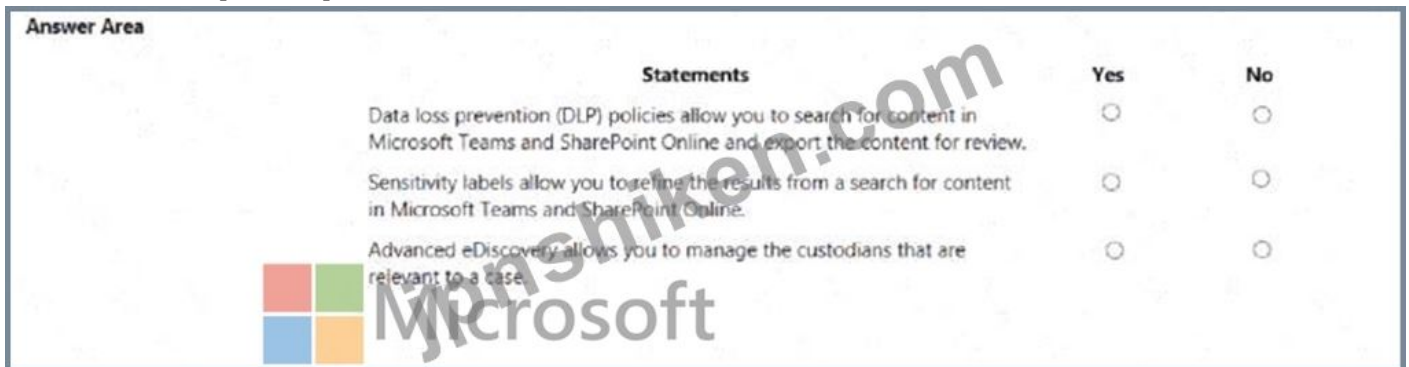 Answer Area
Statements Yes No
Data loss prevention (DLP) policies allow you to search for content in
Microsoft Teams and SharePoint Online and export the content for review.
Sensitivity labels allow you to refine the results from a search for content
in Microsoft Teams and SharePoint Online.
Advanced eDiscovery allows you to manage the custodians that are
relevant to a case.
Microsoft
jpnshiken.com